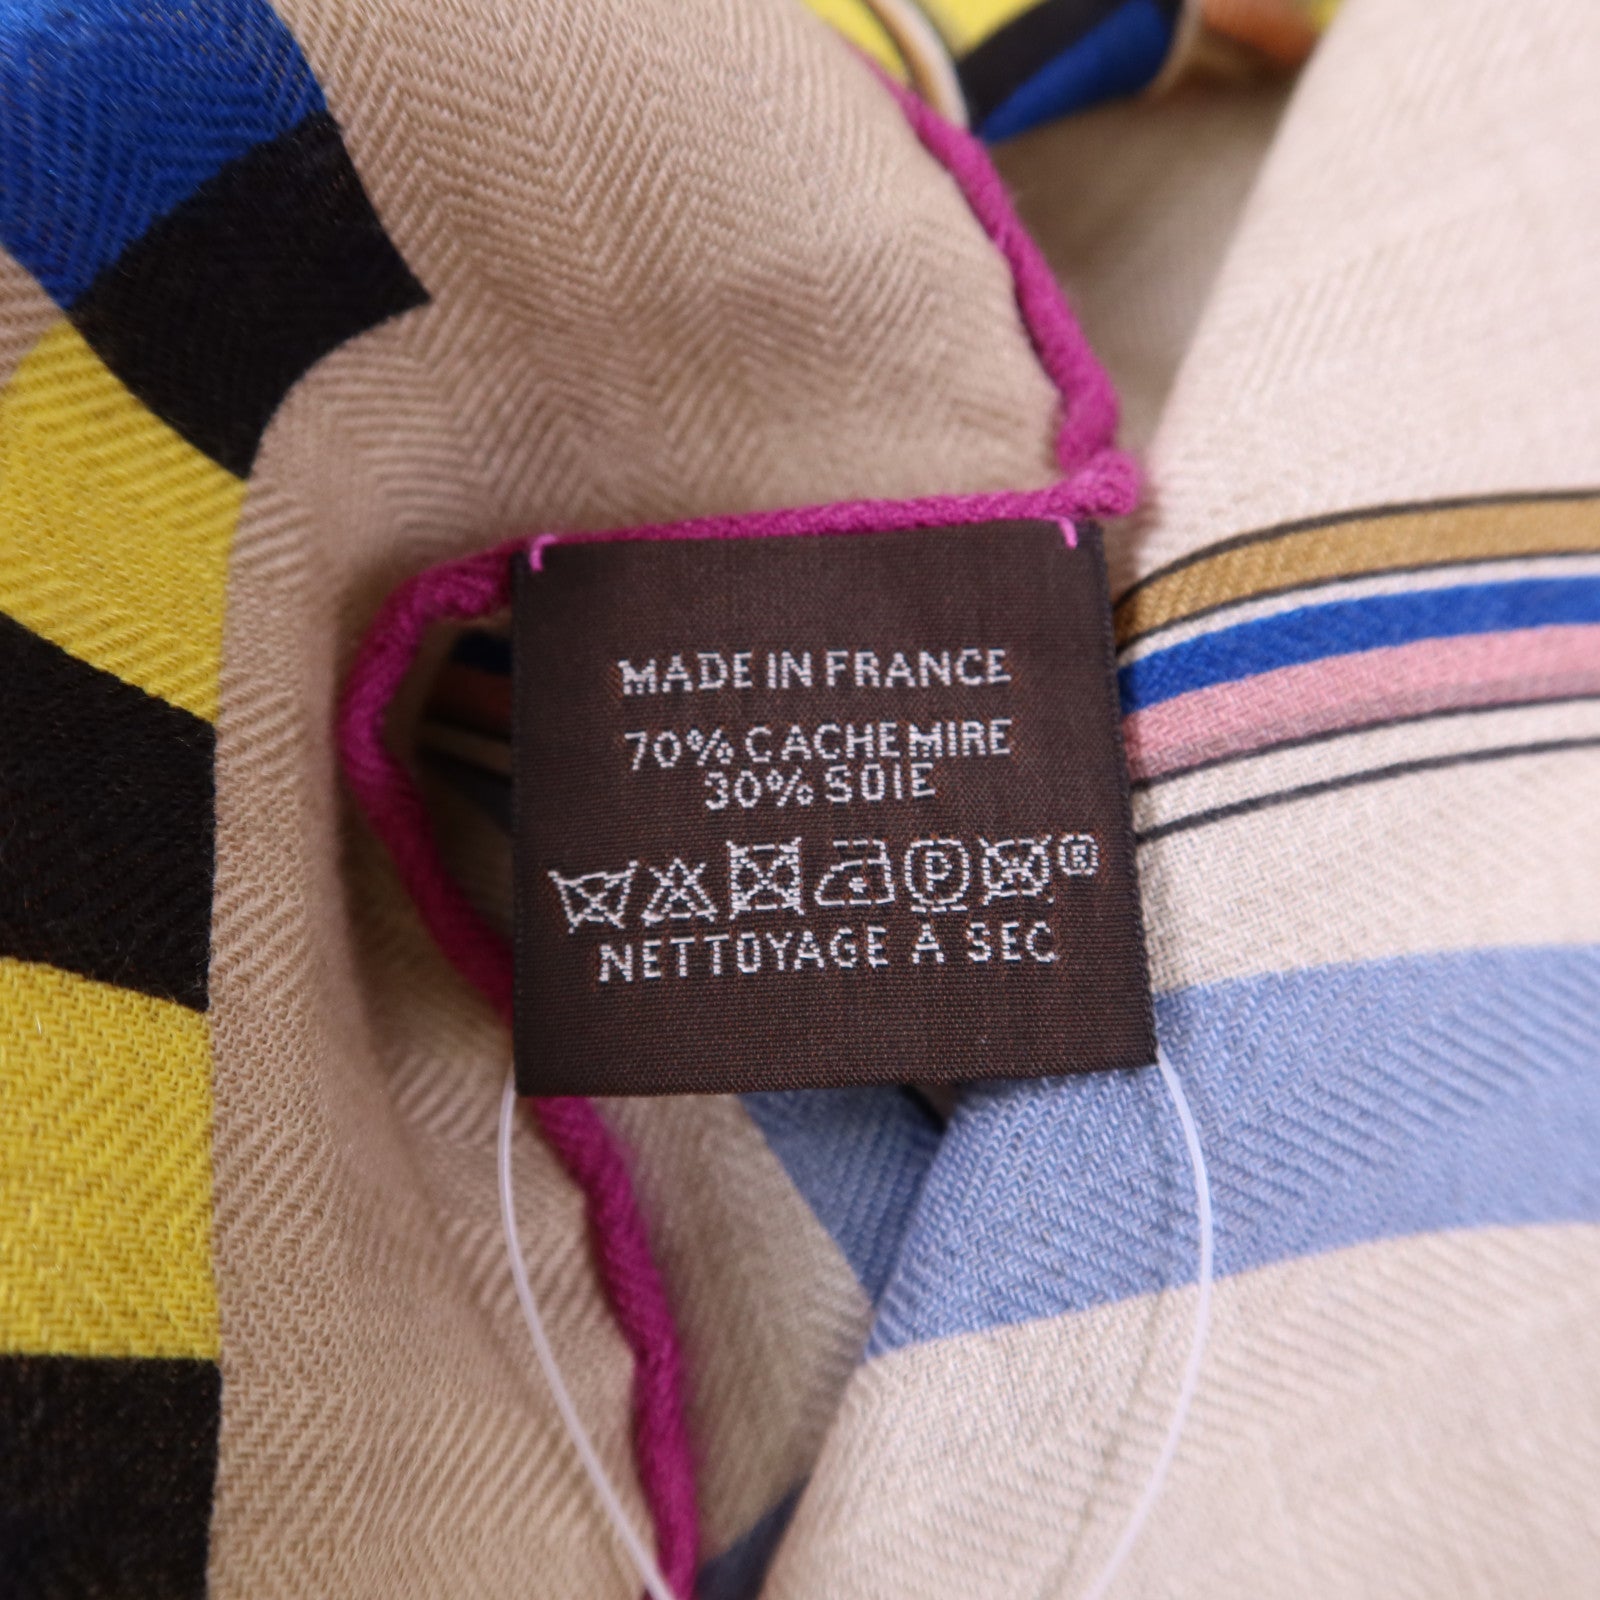 MADE IN FRANCE
70% CACHEMIRE
30% SOIE
P W ®
NETTOYAGE A SEC